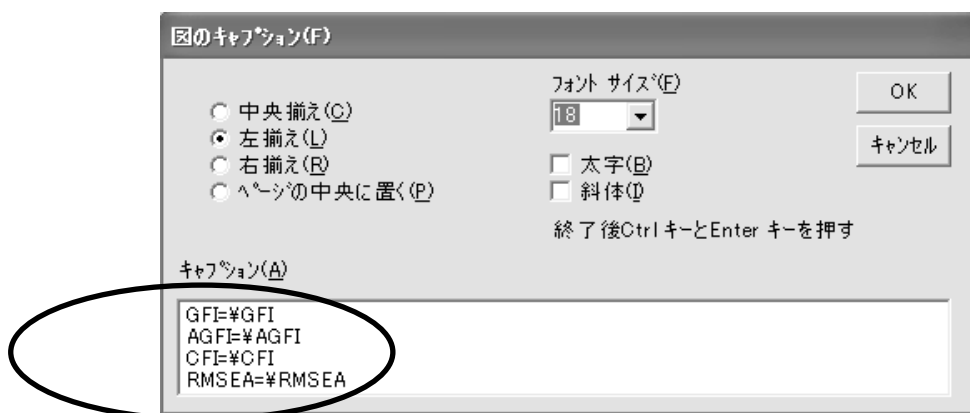 図のキャプション(F)
中央揃え(C)
左揃え(L)
右揃え(R)
ページの中央に置く(P)
フォント サイズ(F)
18
太字(B)
斜体(I)
終了後Ctrl キーとEnter キーを押す
OK
キャンセル
キャプション(A)
GFI=¥GFI
AGFI=¥AGFI
CFI=¥CFI
RMSEA=¥RMSEA